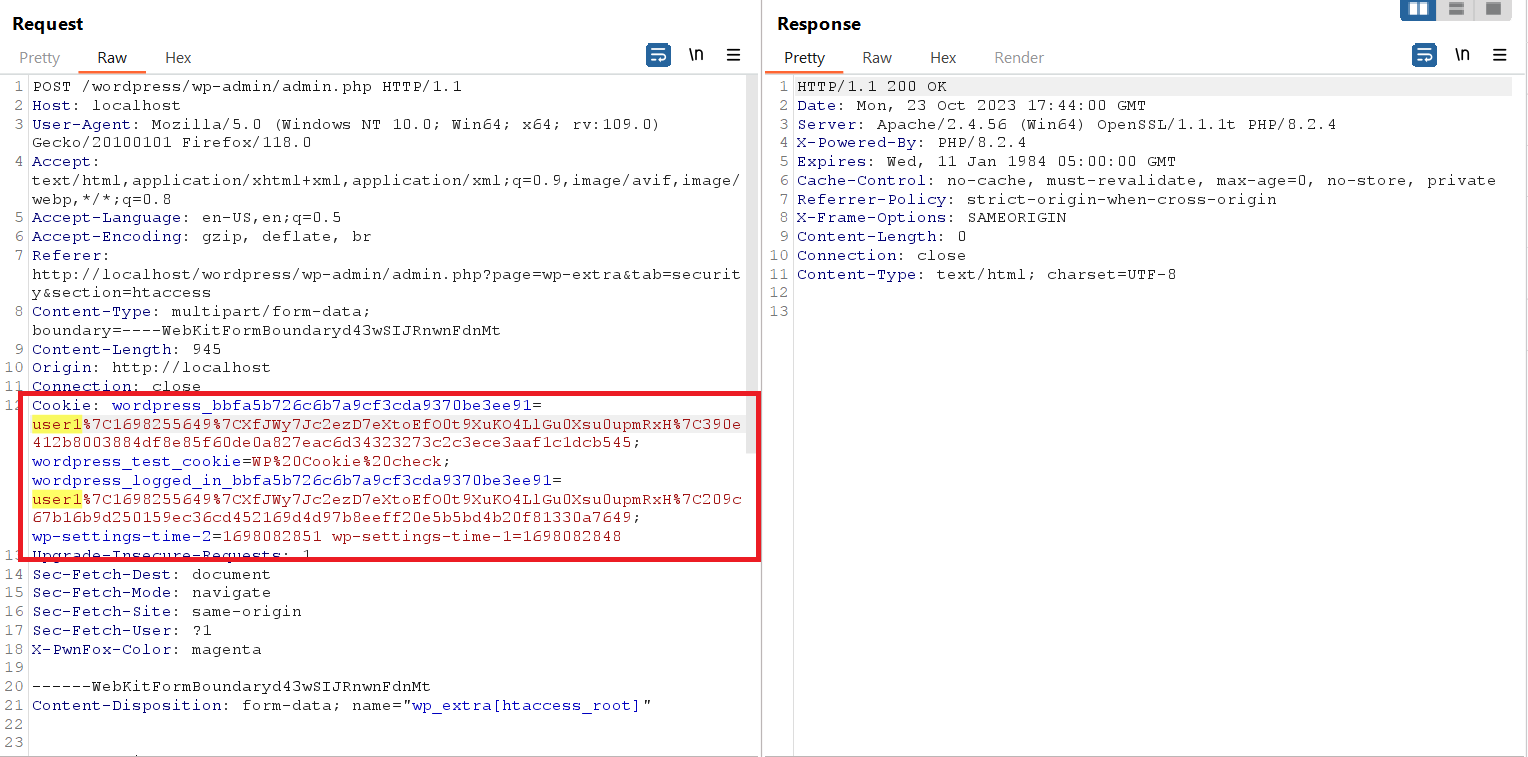 Request
Pretty Raw Hex \n
1 POST /wordpress/wp-admin/admin.php HTTP/1.1
2 Host: localhost
3 User-Agent: Mozilla/5.0 (Windows NT 10.0; Win64; x64; rv:109.0)
Gecko/20100101 Firefox/118.0
4 Accept:
text/html,application/xhtml+xml,application/xml;q=0.9,image/avif,image/
webp,*/*;q=0.8
5 Accept-Language: en-US,en;q=0.5
6 Accept-Encoding: gzip, deflate, br
7 Referer:
http://localhost/wordpress/wp-admin/admin.php?page=wp-extra&tab=securit
y&section=htaccess
8 Content-Type: multipart/form-data;
boundary=----WebKitFormBoundaryd43wSIJRnwnFdnMt
9 Content-Length: 945
10 Origin: http://localhost
11 Connection: close
12 Cookie: wordpress_bbfa5b726c6b7a9cf3cda9370be3ee91=
user1%7C1698255649%7CXfJWy7Jc2ezD7eXtoEfO0t9XuKO4LlGu0Xsu0upmRxH%7C390e
412b8003884df8e85f60de0a827eac6d34323273c2c3ece3aaf1c1dcb545;
wordpress_test_cookie=WP%20Cookie%20check;
wordpress_logged_in_bbfa5b726c6b7a9cf3cda9370be3ee91=
user1%7C1698255649%7CXfJWy7Jc2ezD7eXtoEfO0t9XuKO4LlGu0Xsu0upmRxH%7C209c
67b16b9d250159ec36cd452169d4d97b8eeff20e5b5bd4b20f81330a7649;
wp-settings-time-2=1698082851 wp-settings-time-1=1698082848
13 Upgrade-Insecure-Requests: 1
14 Sec-Fetch-Dest: document
15 Sec-Fetch-Mode: navigate
16 Sec-Fetch-Site: same-origin
17 Sec-Fetch-User: ?1
18 X-PwnFox-Color: magenta
19
20 ------WebKitFormBoundaryd43wSIJRnwnFdnMt
21 Content-Disposition: form-data; name="wp_extra[htaccess_root]"
22
23
Response
Pretty Raw Hex Render \n
1 HTTP/1.1 200 OK
2 Date: Mon, 23 Oct 2023 17:44:00 GMT
3 Server: Apache/2.4.56 (Win64) OpenSSL/1.1.1t PHP/8.2.4
4 X-Powered-By: PHP/8.2.4
5 Expires: Wed, 11 Jan 1984 05:00:00 GMT
6 Cache-Control: no-cache, must-revalidate, max-age=0, no-store, private
7 Referrer-Policy: strict-origin-when-cross-origin
8 X-Frame-Options: SAMEORIGIN
9 Content-Length: 0
10 Connection: close
11 Content-Type: text/html; charset=UTF-8
12
13